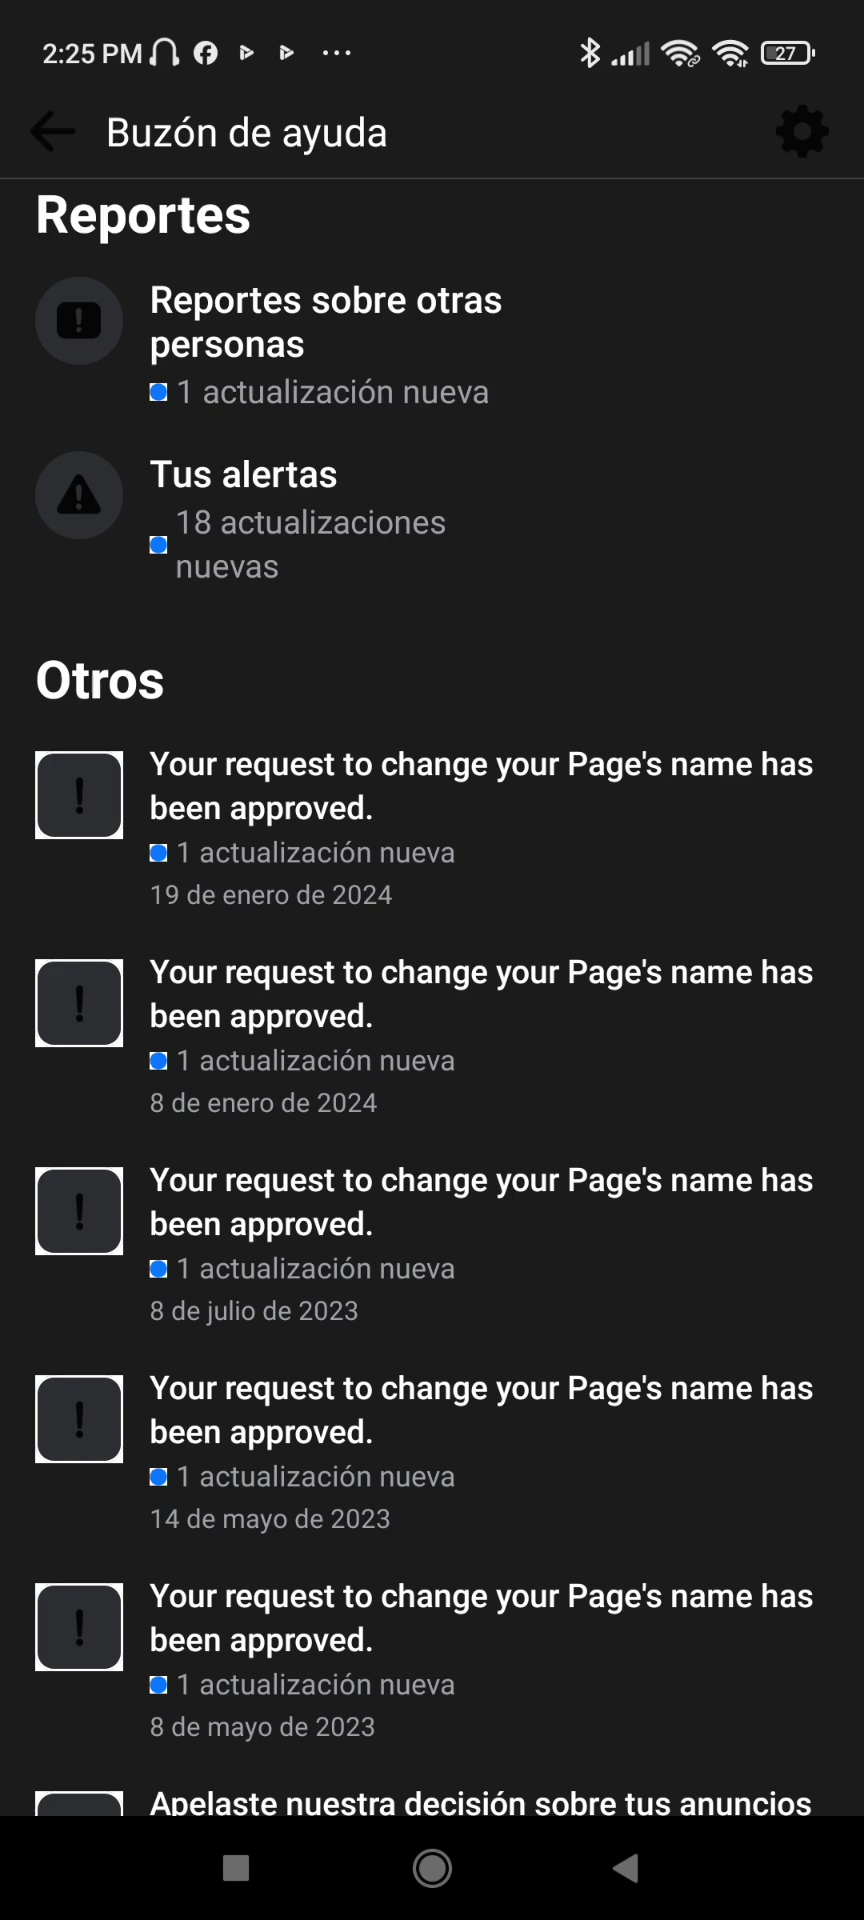 2:25 PM
27
Buzón de ayuda
Reportes
Reportes sobre otras
personas
1 actualización nueva
Tus alertas
18 actualizaciones
nuevas
Otros
Your request to change your Page's name has
been approved.
1 actualización nueva
19 de enero de 2024
Your request to change your Page's name has
been approved.
1 actualización nueva
8 de enero de 2024
Your request to change your Page's name has
been approved.
1 actualización nueva
8 de julio de 2023
Your request to change your Page's name has
been approved.
1 actualización nueva
14 de mayo de 2023
Your request to change your Page's name has
been approved.
1 actualización nueva
8 de mayo de 2023
Apelaste nuestra decisión sobre tus anuncios